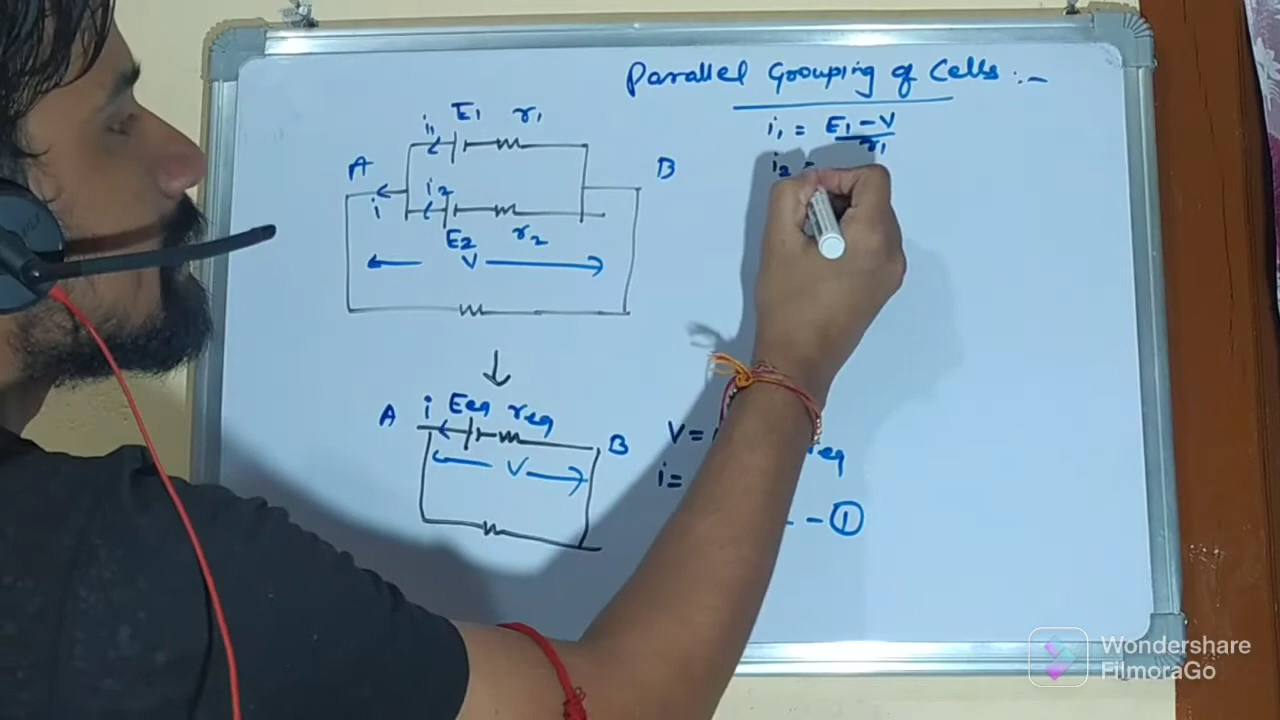 Parallel Grouping of Cells :-
i₁ = E₁ - V / r₁
i₂ =
E₁ r₁
i₁
A
B
i₂
i
E₂ r₂
V
A i Eeq req
B
V
V =
req
i =
- - ①
Wondershare
FilmoraGo